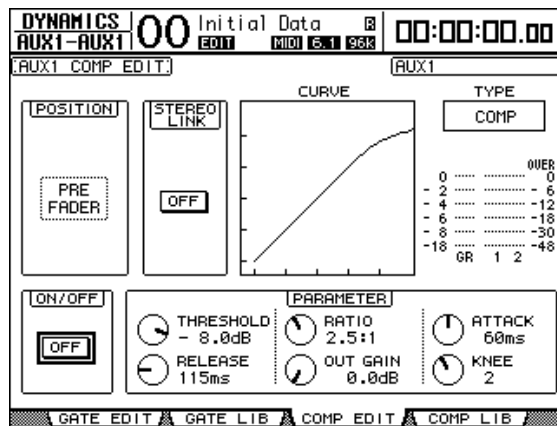 DYNAMICS
AUX1-AUX1
00
Initial Data
R
EDIT
MIDI 6.1 96k
00:00:00.00
AUX1 COMP EDIT
AUX1
POSITION
PRE
FADER
STEREO
LINK
OFF
CURVE
TYPE
COMP
OVER
0 0
- 2 - 6
- 4 -12
- 6 -18
- 8 -30
-18 -48
GR 1 2
ON/OFF
OFF
PARAMETER
THRESHOLD
- 8.0dB
RATIO
2.5:1
ATTACK
60ms
RELEASE
115ms
OUT GAIN
0.0dB
KNEE
2
GATE EDIT
GATE LIB
COMP EDIT
COMP LIB